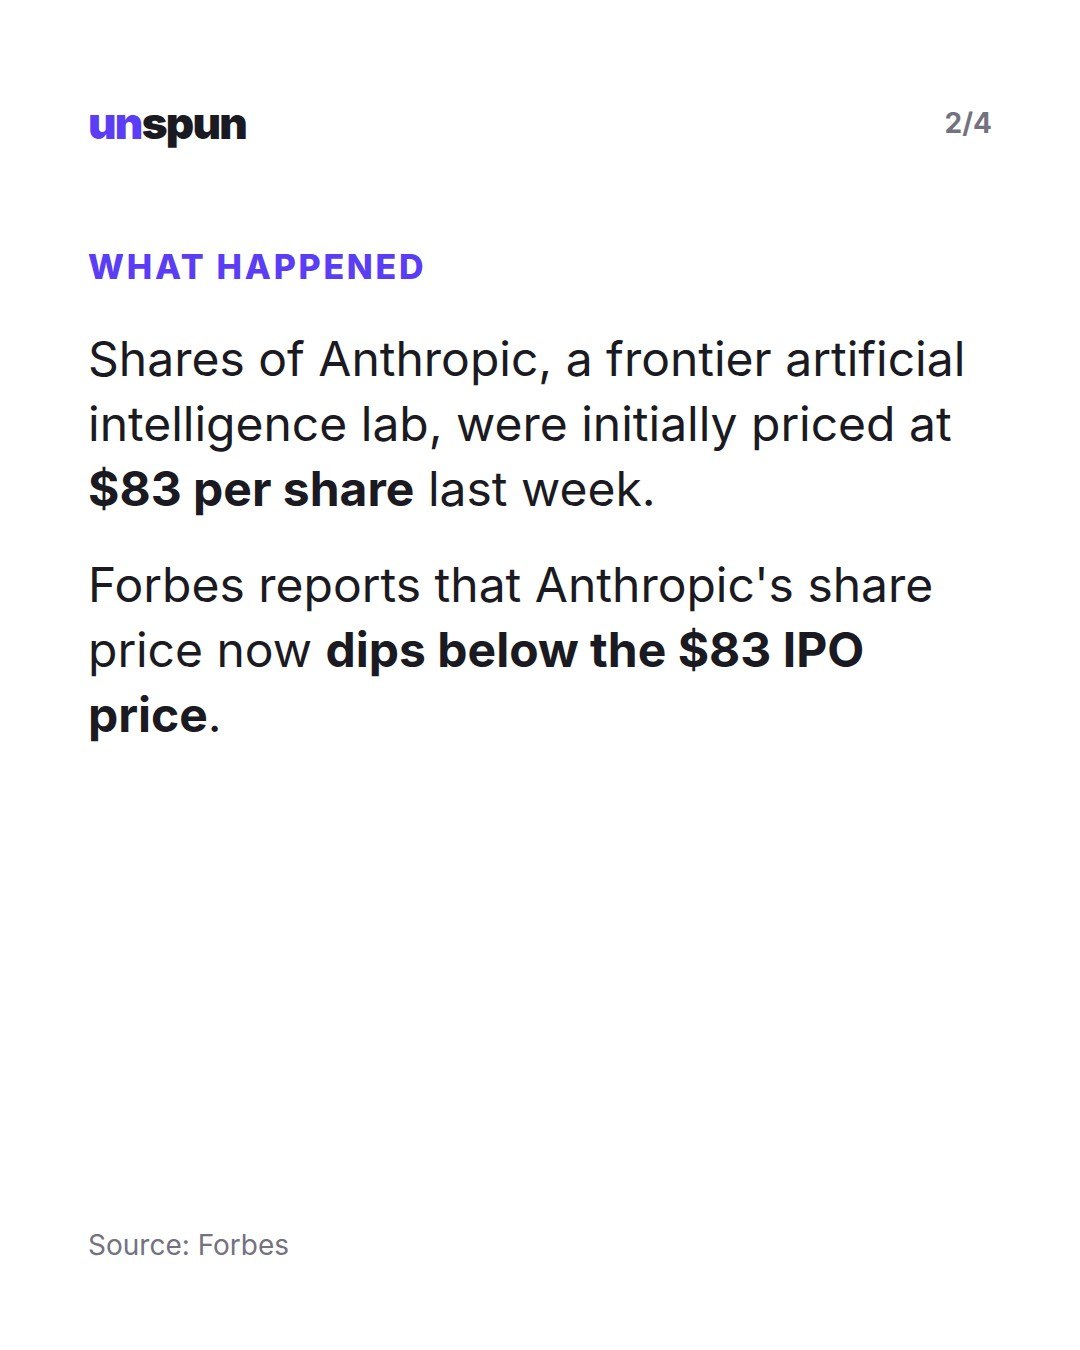 unspun
2/4
WHAT HAPPENED
Shares of Anthropic, a frontier artificial
intelligence lab, were initially priced at
$83 per share last week.
Forbes reports that Anthropic's share
price now dips below the $83 IPO
price.
Source: Forbes